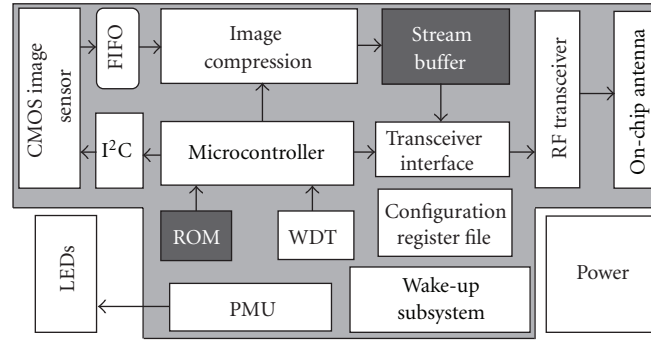 CMOS image
sensor
FIFO
Image
compression
Stream
buffer
RF transceiver
On-chip antenna
I²C
Microcontroller
Transceiver
interface
ROM
WDT
Configuration
register file
LEDs
PMU
Wake-up
subsystem
Power